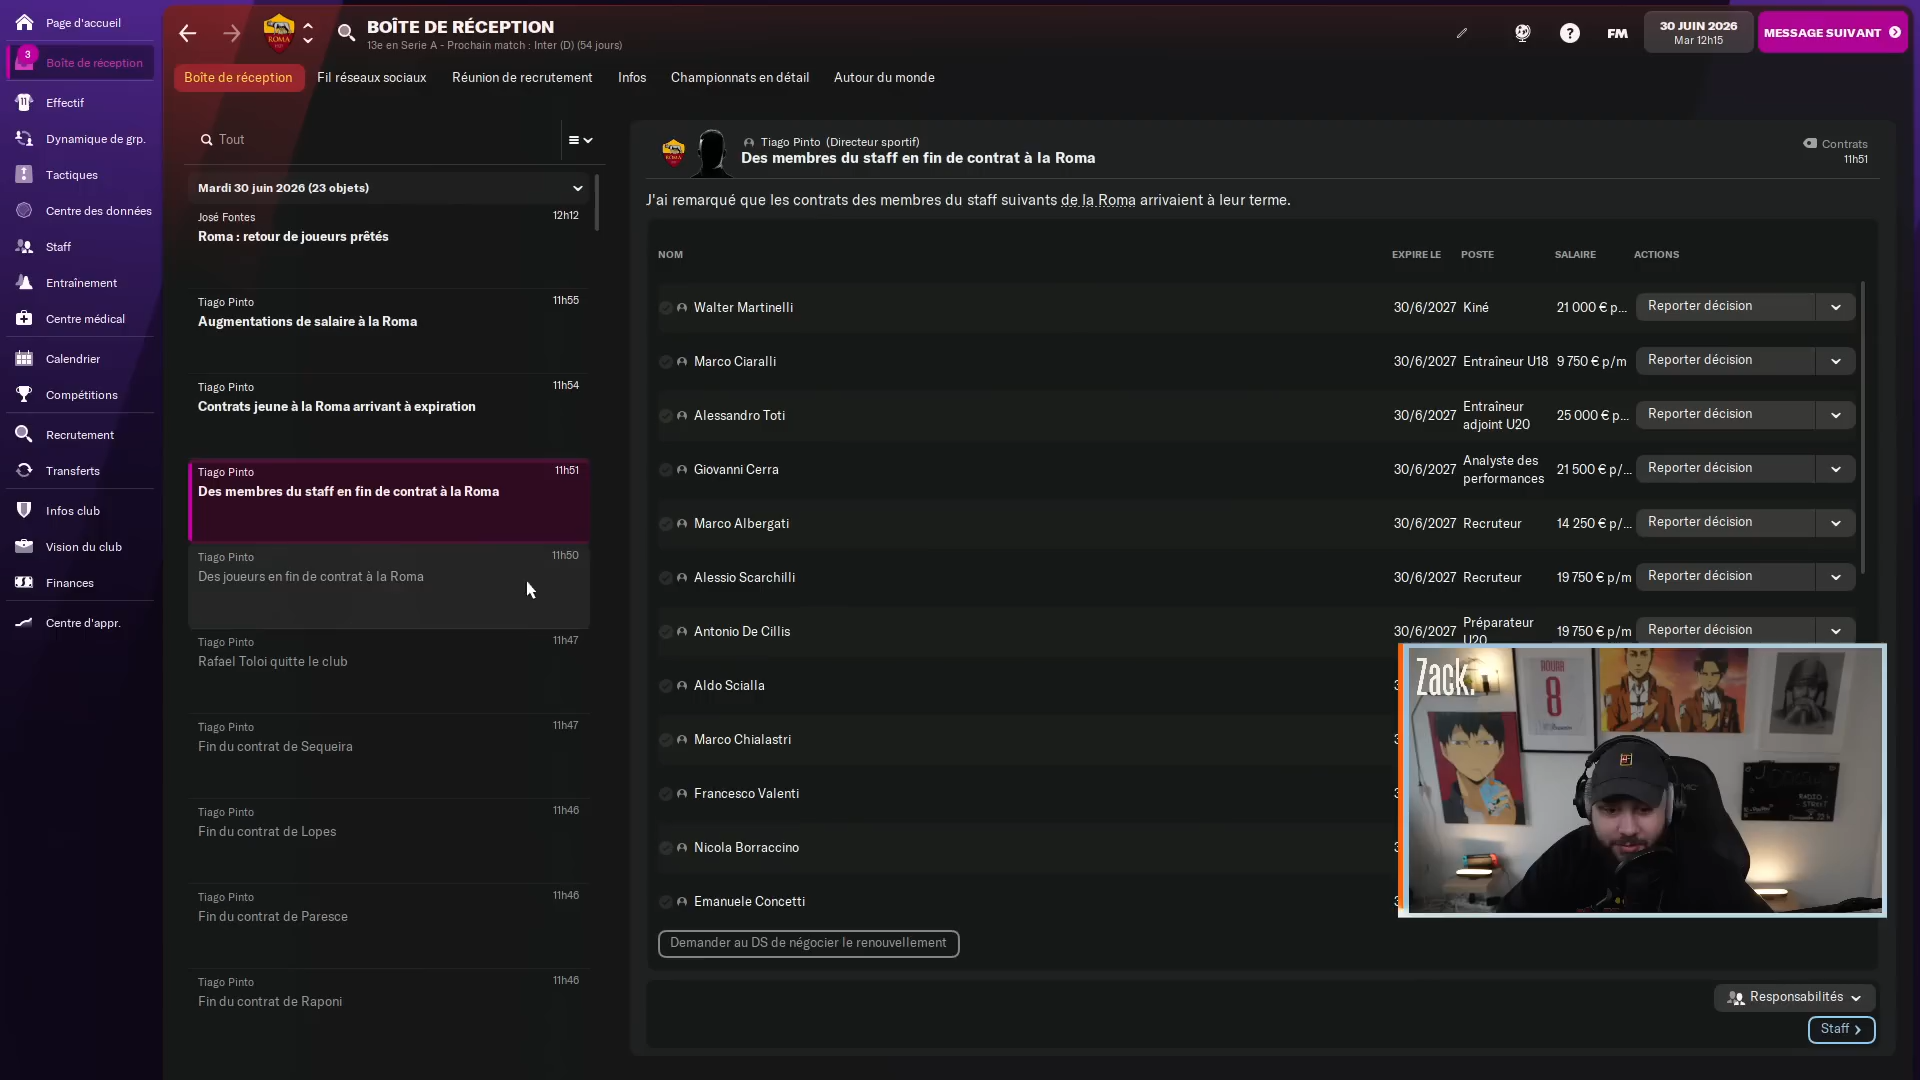 Page d'accueil
3
Boîte de réception
Effectif
Dynamique de grp.
Tactiques
Centre des données
Staff
Entraînement
Centre médical
Calendrier
Compétitions
Recrutement
Transferts
Infos club
Vision du club
Finances
Centre d'appr.
BOÎTE DE RÉCEPTION
13e en Serie A - Prochain match : Inter (D) (54 jours)
FM
30 JUIN 2026
Mar 12h15
MESSAGE SUIVANT
Boîte de réception
Fil réseaux sociaux
Réunion de recrutement
Infos
Championnats en détail
Autour du monde
Tout
Mardi 30 juin 2026 (23 objets)
José Fontes 12h12
Roma : retour de joueurs prêtés
Tiago Pinto 11h55
Augmentations de salaire à la Roma
Tiago Pinto 11h54
Contrats jeune à la Roma arrivant à expiration
Tiago Pinto 11h51
Des membres du staff en fin de contrat à la Roma
Tiago Pinto 11h50
Des joueurs en fin de contrat à la Roma
Tiago Pinto 11h47
Rafael Toloi quitte le club
Tiago Pinto 11h47
Fin du contrat de Sequeira
Tiago Pinto 11h46
Fin du contrat de Lopes
Tiago Pinto 11h46
Fin du contrat de Paresce
Tiago Pinto 11h46
Fin du contrat de Raponi
Tiago Pinto (Directeur sportif)
Des membres du staff en fin de contrat à la Roma
Contrats
11h51
J'ai remarqué que les contrats des membres du staff suivants de la Roma arrivaient à leur terme.
NOM EXPIRE LE POSTE SALAIRE ACTIONS
Walter Martinelli 30/6/2027 Kiné 21 000 € p... Reporter décision
Marco Ciaralli 30/6/2027 Entraîneur U18 9 750 € p/m Reporter décision
Alessandro Toti 30/6/2027 Entraîneur adjoint U20 25 000 € p... Reporter décision
Giovanni Cerra 30/6/2027 Analyste des performances 21 500 € p/... Reporter décision
Marco Albergati 30/6/2027 Recruteur 14 250 € p/... Reporter décision
Alessio Scarchilli 30/6/2027 Recruteur 19 750 € p/m Reporter décision
Antonio De Cillis 30/6/2027 Préparateur U20 19 750 € p/m Reporter décision
Aldo Scialla
Marco Chialastri
Francesco Valenti
Nicola Borraccino
Emanuele Concetti
Demander au DS de négocier le renouvellement
Responsabilités
Staff
Zack.
8